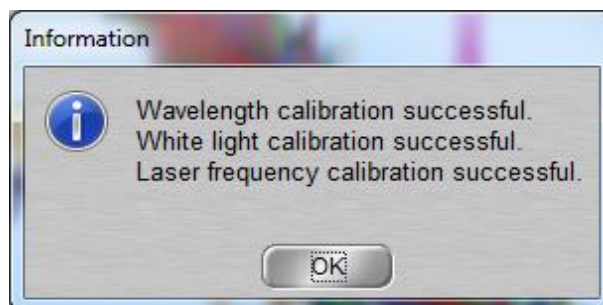 Information
Wavelength calibration successful.
White light calibration successful.
Laser frequency calibration successful.
OK